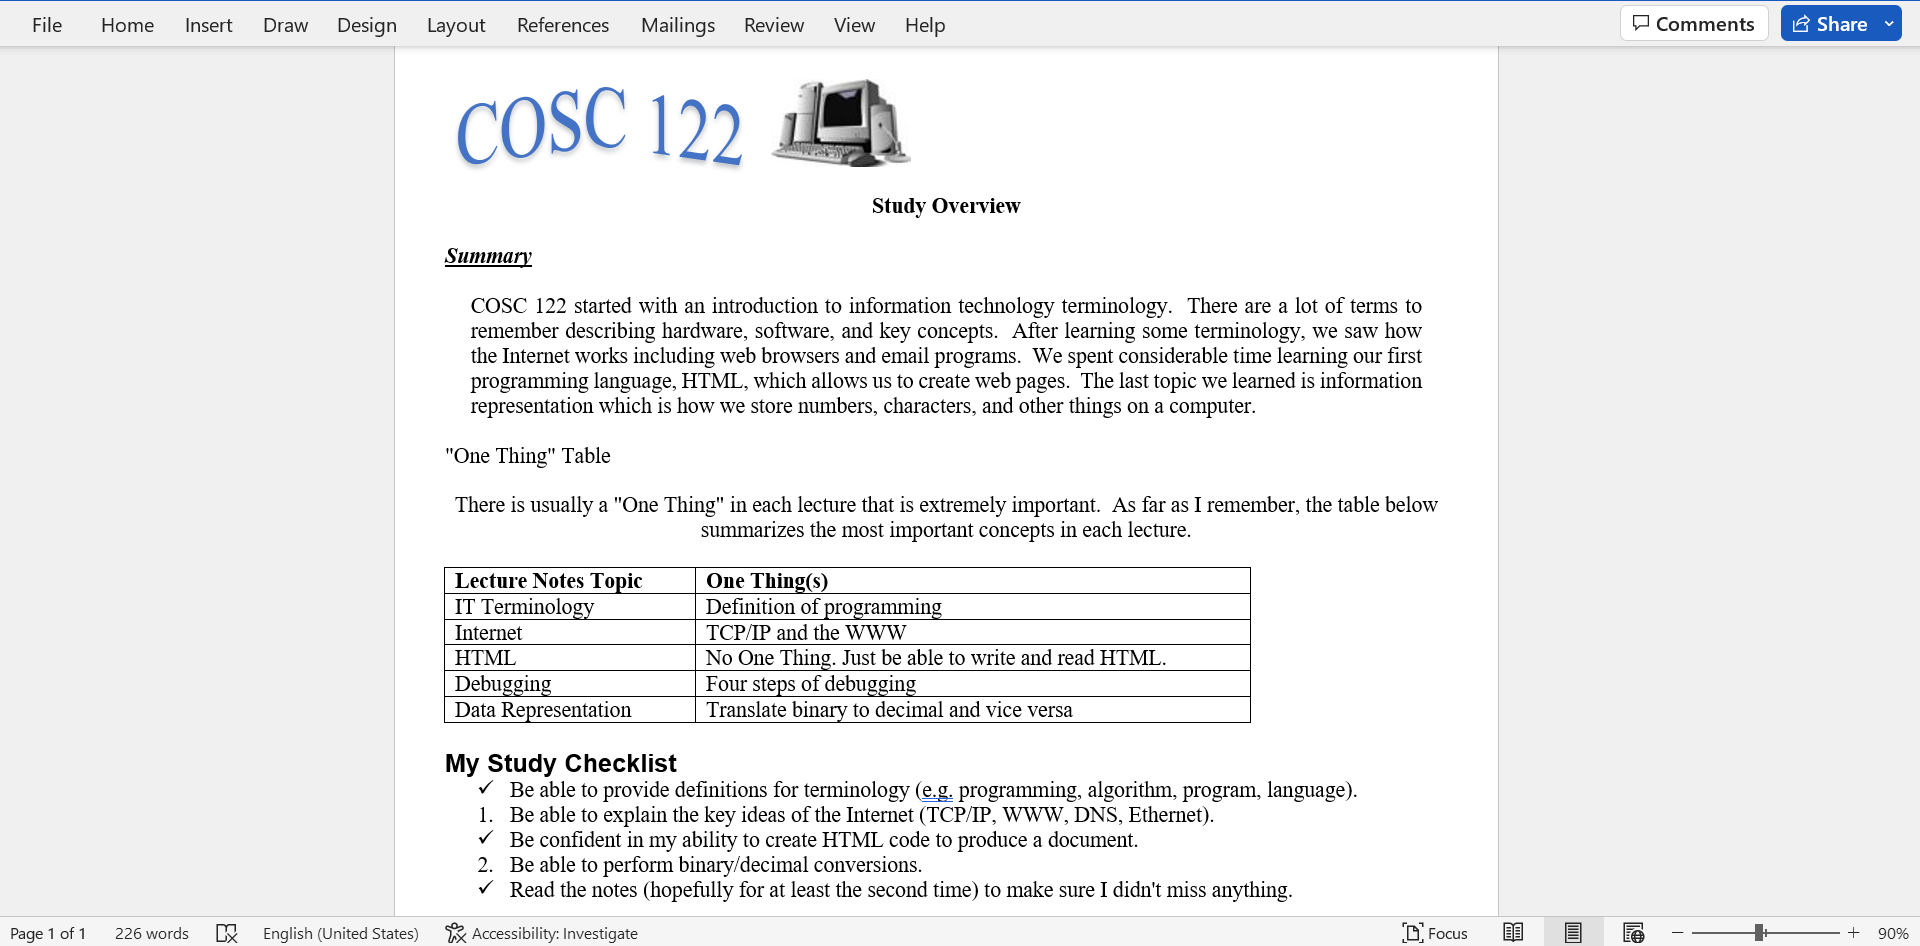 File Home Insert Draw Design Layout References Mailings Review View Help Comments Share
COSC 122
Study Overview
Summary
COSC 122 started with an introduction to information technology terminology. There are a lot of terms to
remember describing hardware, software, and key concepts. After learning some terminology, we saw how
the Internet works including web browsers and email programs. We spent considerable time learning our first
programming language, HTML, which allows us to create web pages. The last topic we learned is information
representation which is how we store numbers, characters, and other things on a computer.
"One Thing" Table
There is usually a "One Thing" in each lecture that is extremely important. As far as I remember, the table below
summarizes the most important concepts in each lecture.
Lecture Notes Topic One Thing(s)
IT Terminology Definition of programming
Internet TCP/IP and the WWW
HTML No One Thing. Just be able to write and read HTML.
Debugging Four steps of debugging
Data Representation Translate binary to decimal and vice versa
My Study Checklist
✓ Be able to provide definitions for terminology (e.g. programming, algorithm, program, language).
1. Be able to explain the key ideas of the Internet (TCP/IP, WWW, DNS, Ethernet).
✓ Be confident in my ability to create HTML code to produce a document.
2. Be able to perform binary/decimal conversions.
✓ Read the notes (hopefully for at least the second time) to make sure I didn't miss anything.
Page 1 of 1 226 words English (United States) Accessibility: Investigate Focus 90%